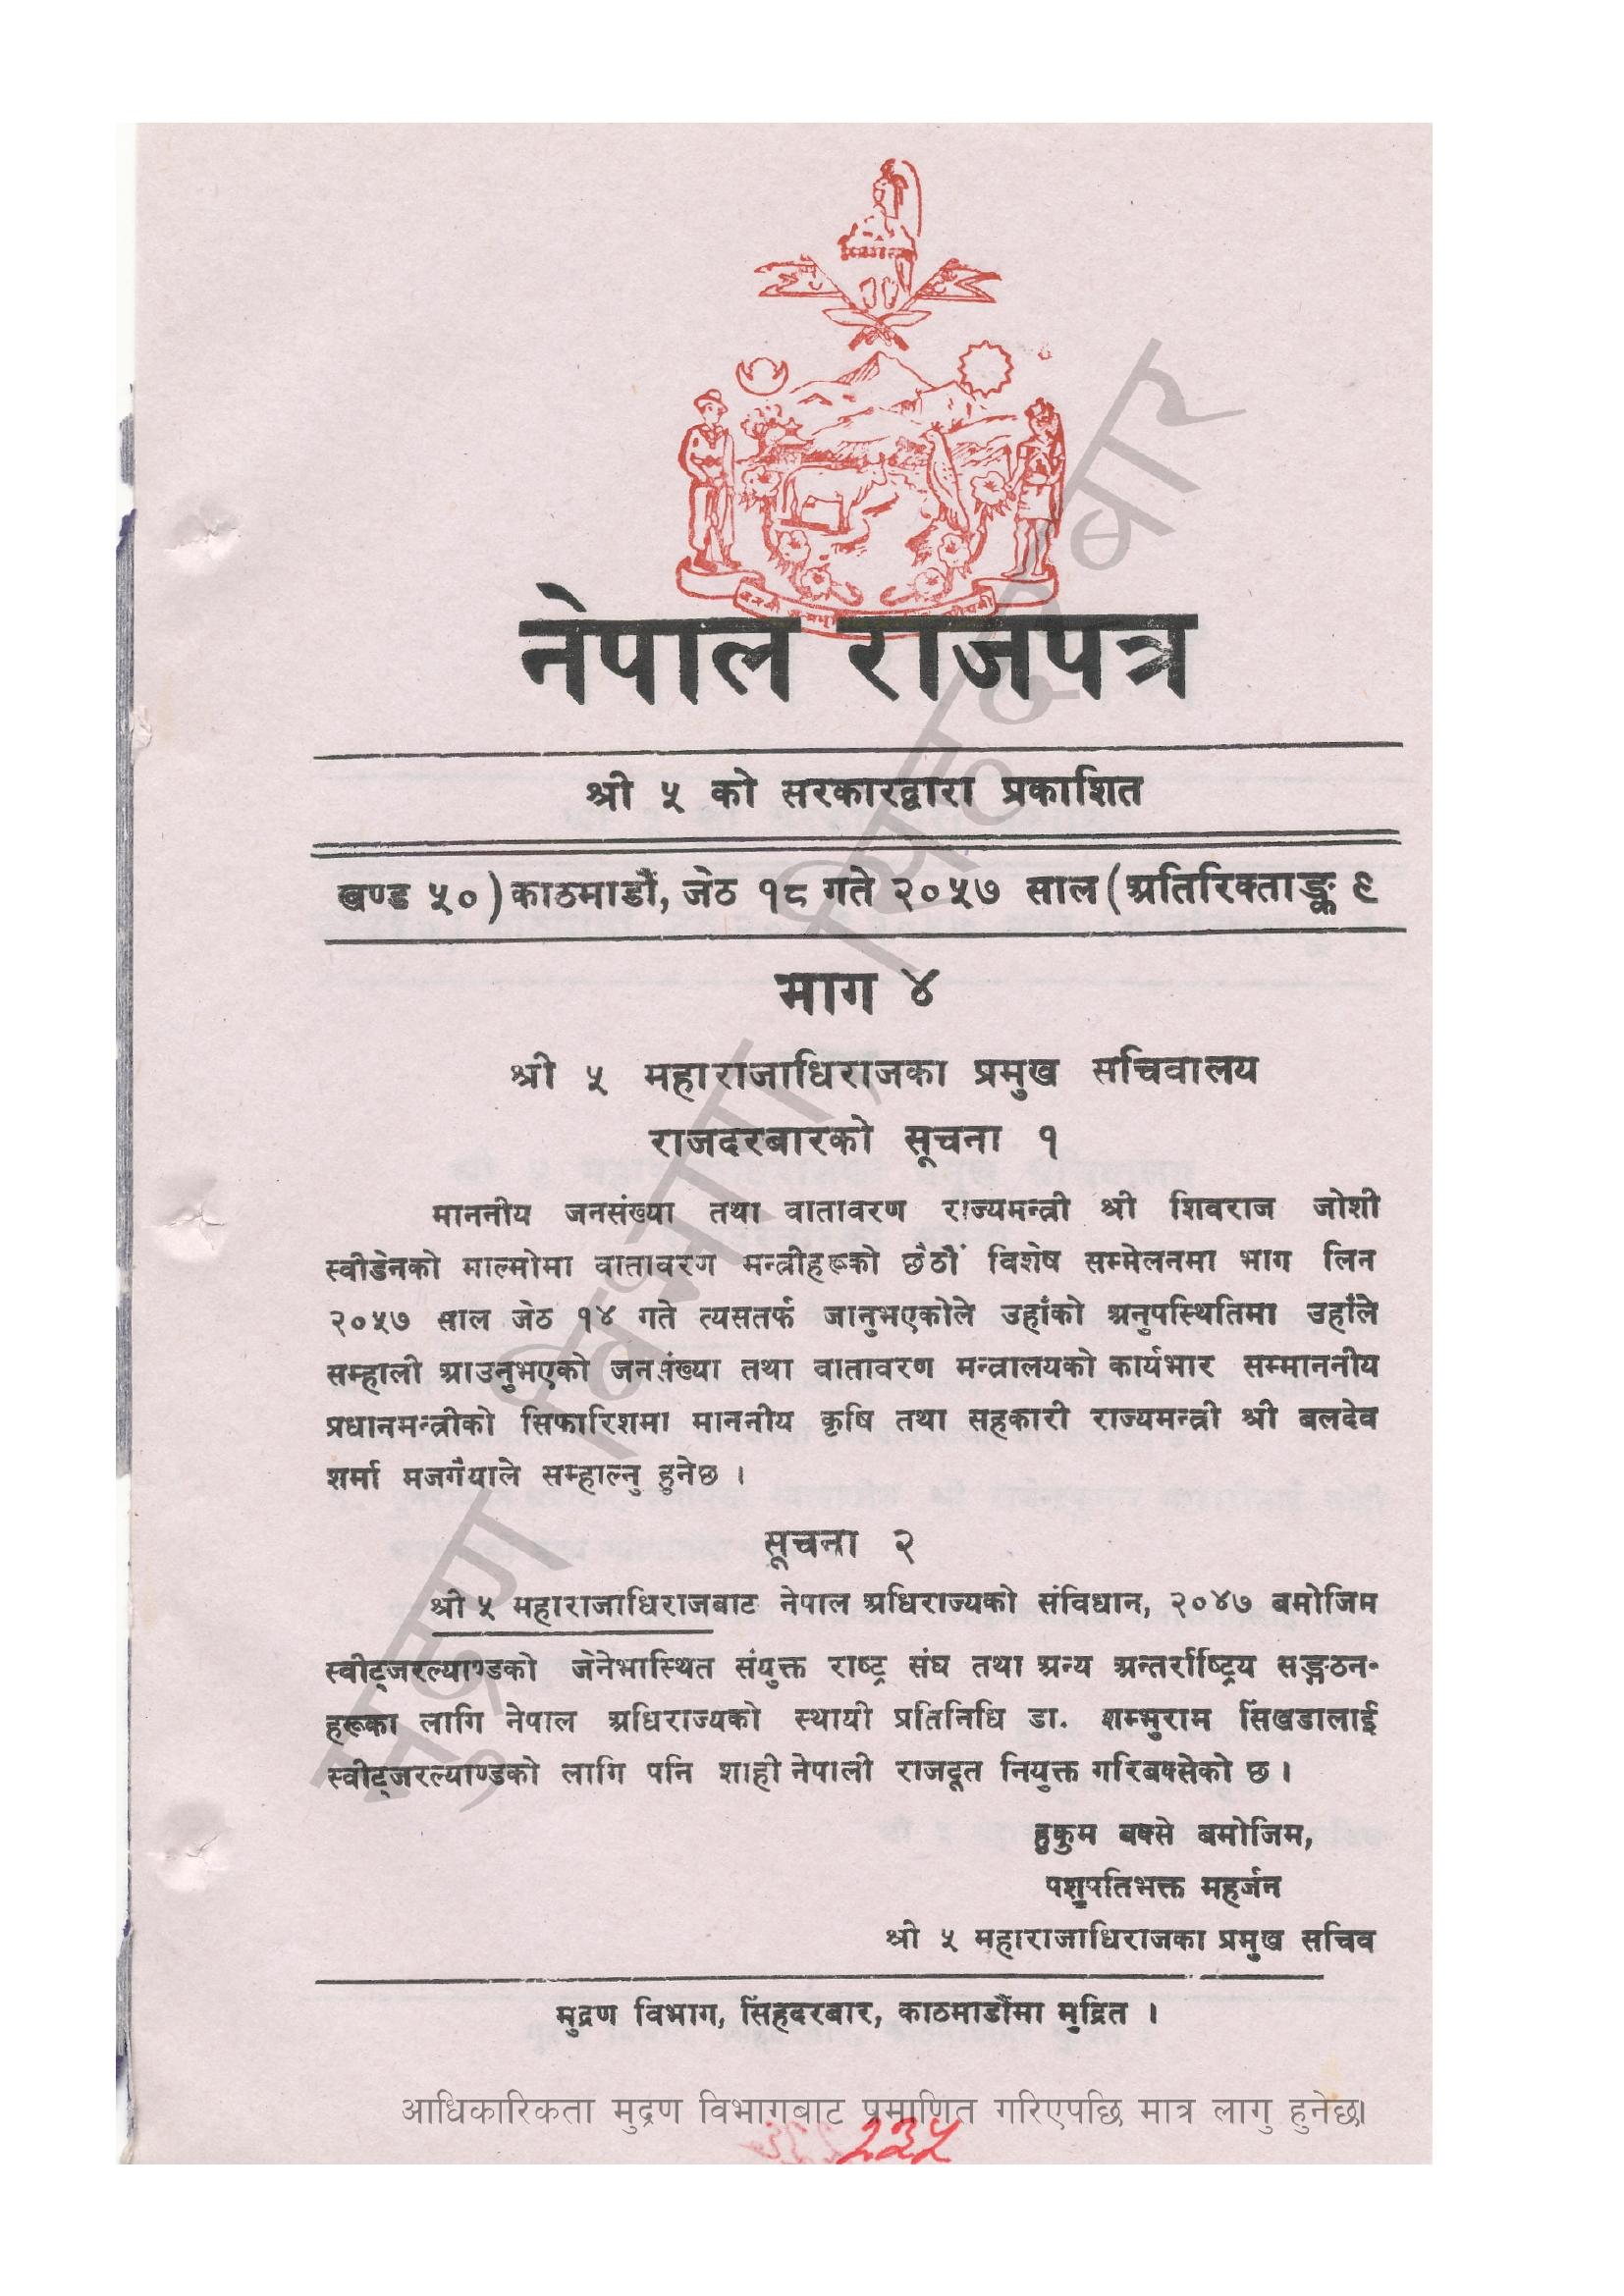 नेपाल राजपत्र
श्री ५ को सरकारद्वारा प्रकाशित
खण्ड ५०) काठमाडौं, जेठ १८ गते २०५७ साल (अतिरिक्ताङ्क ९
भाग ४
श्री ५ महाराजाधिराजका प्रमुख सचिवालय
राजदरबारको सूचना १
माननीय जनसंख्या तथा वातावरण राज्यमन्त्री श्री शिवराज जोशी
स्वीडेनको माल्मोमा वातावरण मन्त्रीहरूको छैठौं विशेष सम्मेलनमा भाग लिन
२०५७ साल जेठ १४ गते त्यसतर्फ जानुभएकोले उहाँको अनुपस्थितिमा उहाँले
सम्हाली आउनुभएको जनसंख्या तथा वातावरण मन्त्रालयको कार्यभार सम्माननीय
प्रधानमन्त्रीको सिफारिशमा माननीय कृषि तथा सहकारी राज्यमन्त्री श्री बलदेव
शर्मा मजगैंयाले सम्हाल्नु हुनेछ ।
सूचना २
श्री ५ महाराजाधिराजबाट नेपाल अधिराज्यको संविधान, २०४७ बमोजिम
स्वीट्जरल्याण्डको जेनेभास्थित संयुक्त राष्ट्र संघ तथा अन्य अन्तर्राष्ट्रिय सङ्गठन-
हरूका लागि नेपाल अधिराज्यको स्थायी प्रतिनिधि डा. शम्भुराम सिंखडालाई
स्वीट्जरल्याण्डको लागि पनि शाही नेपाली राजदूत नियुक्त गरिबक्सेको छ ।
हुकुम बक्से बमोजिम,
पशुपतिभक्त महर्जन
श्री ५ महाराजाधिराजका प्रमुख सचिव
मुद्रण विभाग, सिंहदरबार, काठमाडौंमा मुद्रित ।
आधिकारिकता मुद्रण विभागबाट प्रमाणित गरिएपछि मात्र लागु हुनेछ।
२३५
मुद्रण विभाग, सिंहदरबार